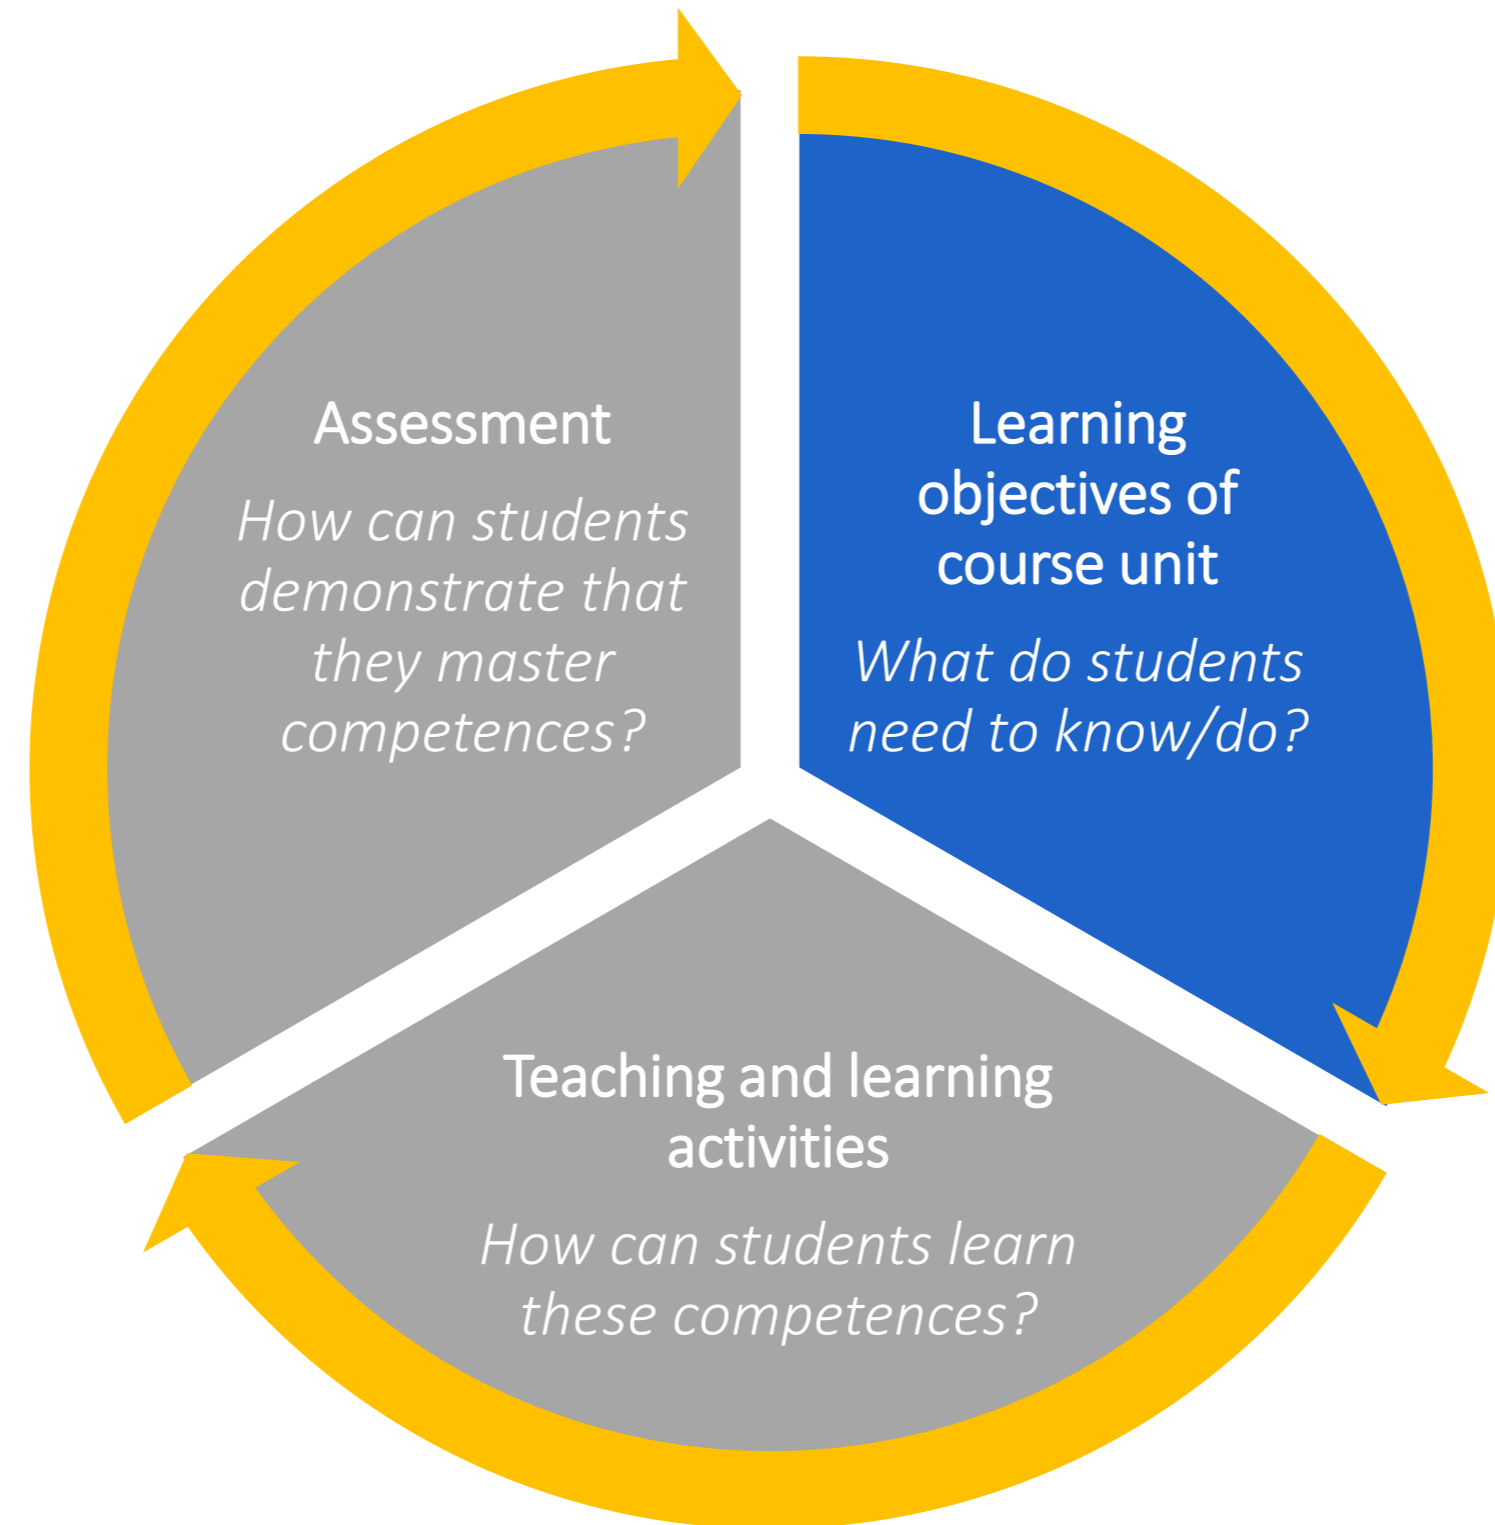 Assessment
How can students
demonstrate that
they master
competences?
Learning
objectives of
course unit
What do students
need to know/do?
Teaching and learning
activities
How can students learn
these competences?